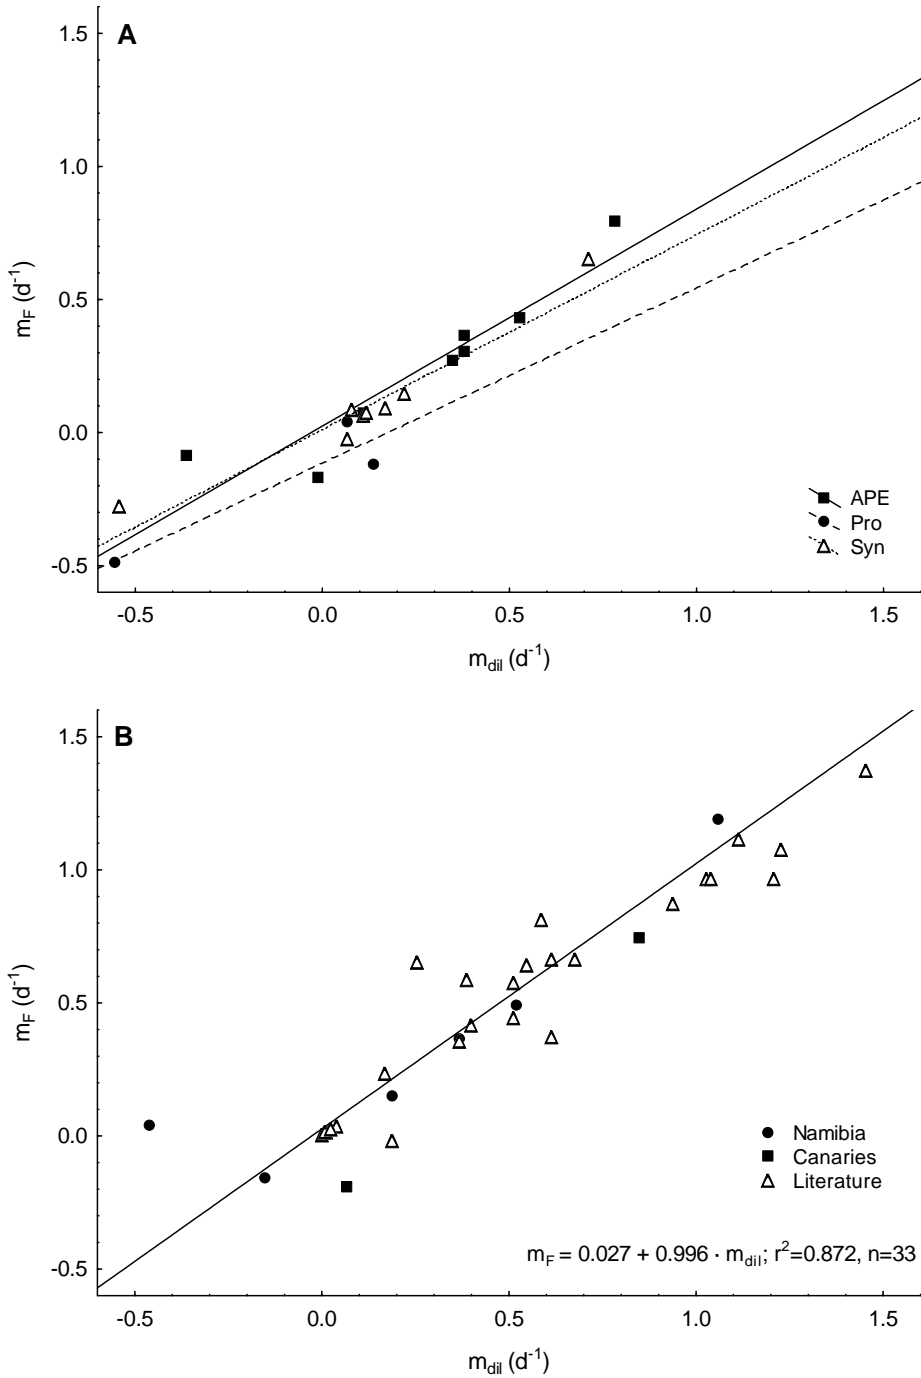 A
1.5
1.0
0.5
0.0
-0.5
m_F (d^-1)
-0.5 0.0 0.5 1.0 1.5
m_dil (d^-1)
APE
Pro
Syn
B
1.5
1.0
0.5
0.0
-0.5
m_F (d^-1)
Namibia
Canaries
Literature
m_F = 0.027 + 0.996 · m_dil; r²=0.872, n=33
-0.5 0.0 0.5 1.0 1.5
m_dil (d^-1)